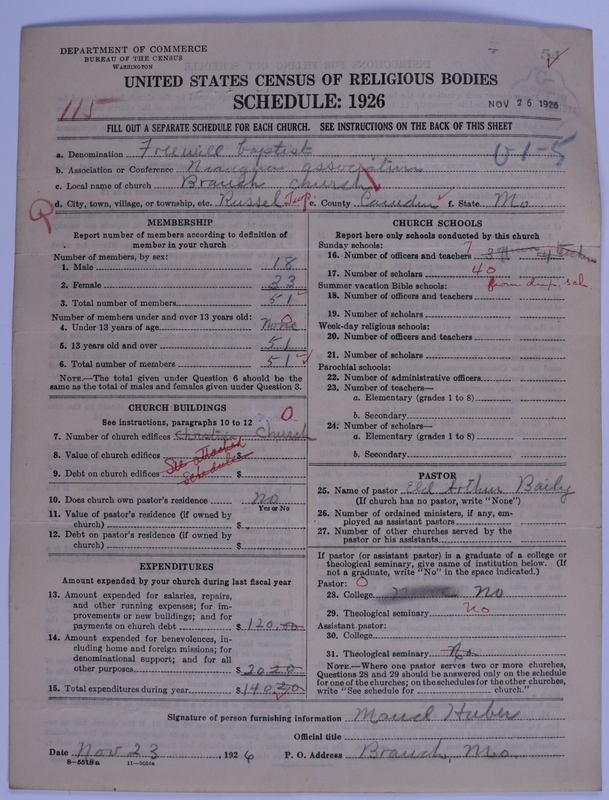 DEPARTMENT OF COMMERCE
BUREAU OF THE CENSUS
WASHINGTON
UNITED STATES CENSUS OF RELIGIOUS BODIES
SCHEDULE: 1926
115
NOV 26 1926
FILL OUT A SEPARATE SCHEDULE FOR EACH CHURCH. SEE INSTRUCTIONS ON THE BACK OF THIS SHEET
a. Denomination Freewill baptist
U-1-5
b. Association or Conference Niangua association
c. Local name of church Branch church
d. City, town, village, or township, etc. Russel Twp. e. County Camden f. State Mo
MEMBERSHIP
Report number of members according to definition of member in your church
Number of members, by sex:
1. Male 18
2. Female 33
3. Total number of members 51
Number of members under and over 13 years old:
4. Under 13 years of age None 0
5. 13 years old and over 51
6. Total number of members 51
NOTE.—The total given under Question 6 should be the same as the total of males and females given under Question 3.
CHURCH BUILDINGS
See instructions, paragraphs 10 to 12
0
7. Number of church edifices Christian Church
8. Value of church edifices $
9. Debt on church edifices $
See attached schedule
10. Does church own pastor's residence No
Yes or No
11. Value of pastor's residence (if owned by church) $
12. Debt on pastor's residence (if owned by church) $
EXPENDITURES
Amount expended by your church during last fiscal year
13. Amount expended for salaries, repairs, and other running expenses; for improvements or new buildings; and for payments on church debt $ 120.00
14. Amount expended for benevolences, including home and foreign missions; for denominational support; and for all other purposes $ 20.20
15. Total expenditures during year $ 140.20
CHURCH SCHOOLS
Report here only schools conducted by this church
Sunday schools:
16. Number of officers and teachers 7 3
17. Number of scholars 40
Summer vacation Bible schools: from dup. sch.
18. Number of officers and teachers
19. Number of scholars
Week-day religious schools:
20. Number of officers and teachers
21. Number of scholars
Parochial schools:
22. Number of administrative officers
23. Number of teachers—
a. Elementary (grades 1 to 8)
b. Secondary
24. Number of scholars—
a. Elementary (grades 1 to 8)
b. Secondary
PASTOR
25. Name of pastor Eld Arthur Baily
(If church has no pastor, write "None")
26. Number of ordained ministers, if any, employed as assistant pastors
27. Number of other churches served by the pastor or his assistants
If pastor (or assistant pastor) is a graduate of a college or theological seminary, give name of institution below. (If not a graduate, write "No" in the space indicated.)
Pastor: 0
28. College No
29. Theological seminary No
Assistant pastor:
30. College
31. Theological seminary No
NOTE.—Where one pastor serves two or more churches, Questions 28 and 29 should be answered only on the schedule for one of the churches; on the schedules for the other churches, write "See schedule for church."
Signature of person furnishing information Maud Huber
Official title
Date Nov 23, 1926 P. O. Address Branch, Mo.
8-5518a